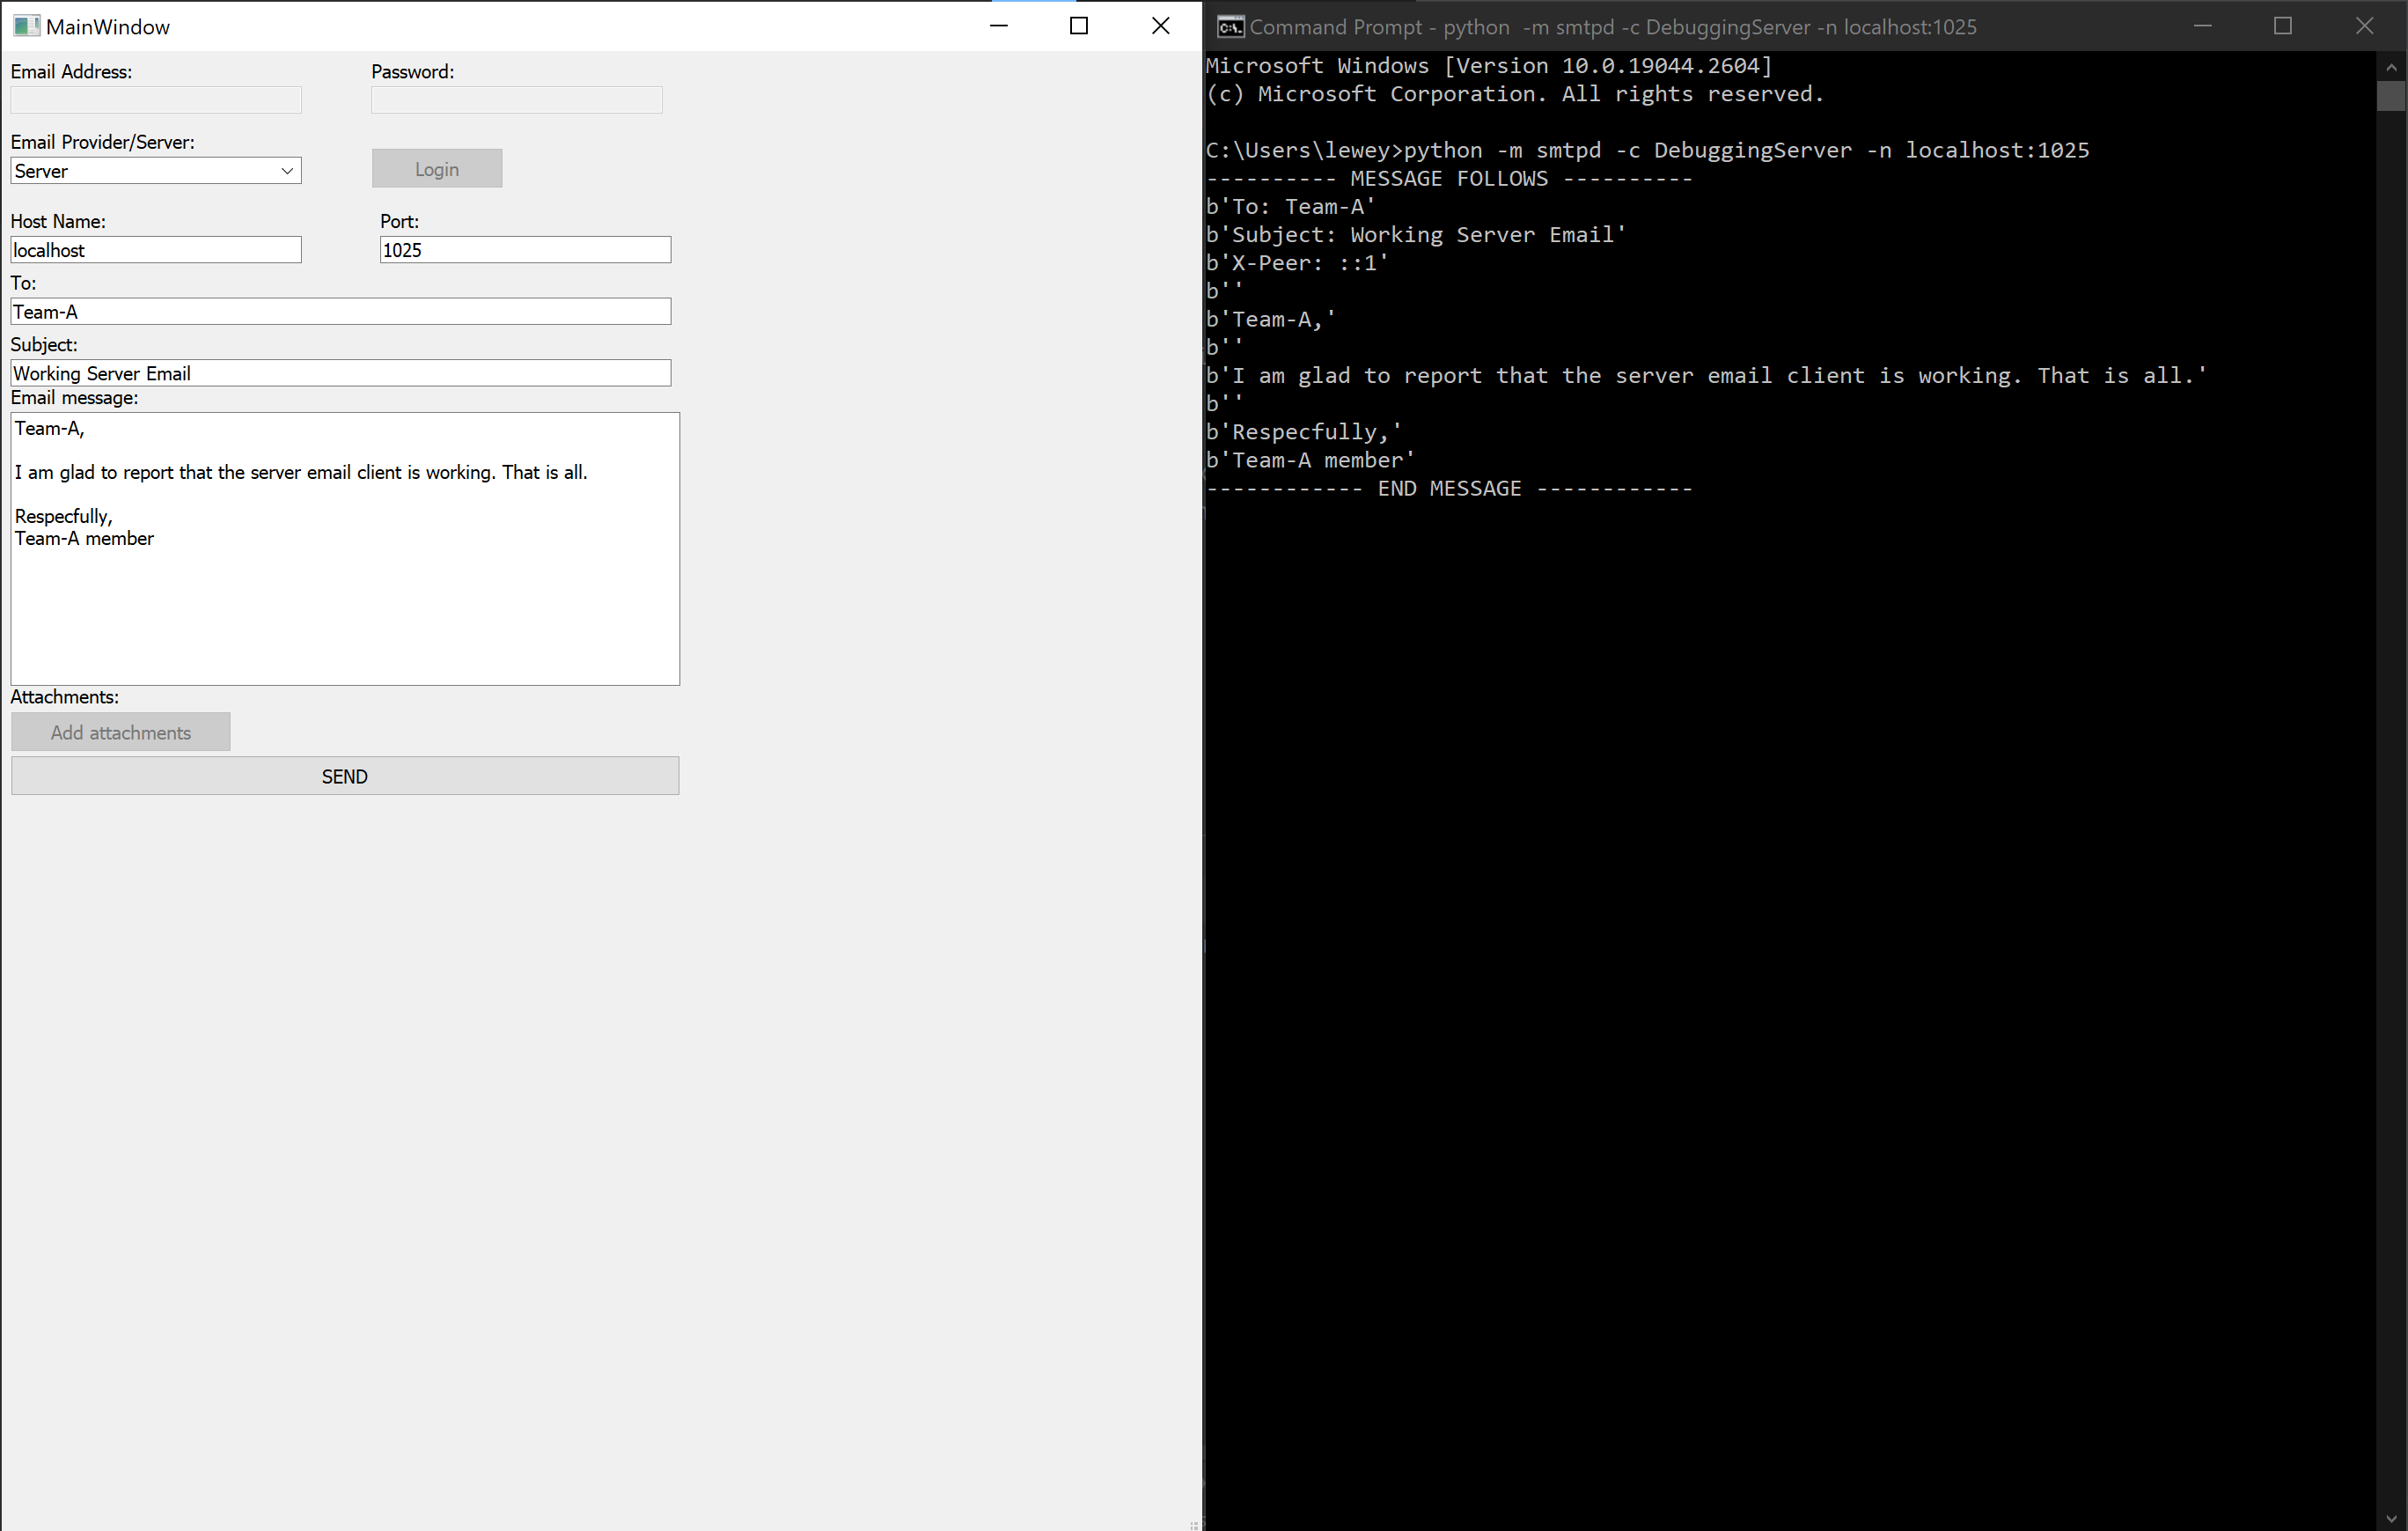 MainWindow
Email Address:
Password:
Email Provider/Server:
Server
Login
Host Name:
Port:
localhost
1025
To:
Team-A
Subject:
Working Server Email
Email message:
Team-A,
I am glad to report that the server email client is working. That is all.
Respecfully,
Team-A member
Attachments:
Add attachments
SEND
Command Prompt - python  -m smtpd -c DebuggingServer -n localhost:1025
Microsoft Windows [Version 10.0.19044.2604]
(c) Microsoft Corporation. All rights reserved.
C:\Users\lewey>python -m smtpd -c DebuggingServer -n localhost:1025
---------- MESSAGE FOLLOWS ----------
b'To: Team-A'
b'Subject: Working Server Email'
b'X-Peer: ::1'
b''
b'Team-A,'
b''
b'I am glad to report that the server email client is working. That is all.'
b''
b'Respecfully,'
b'Team-A member'
------------ END MESSAGE ------------